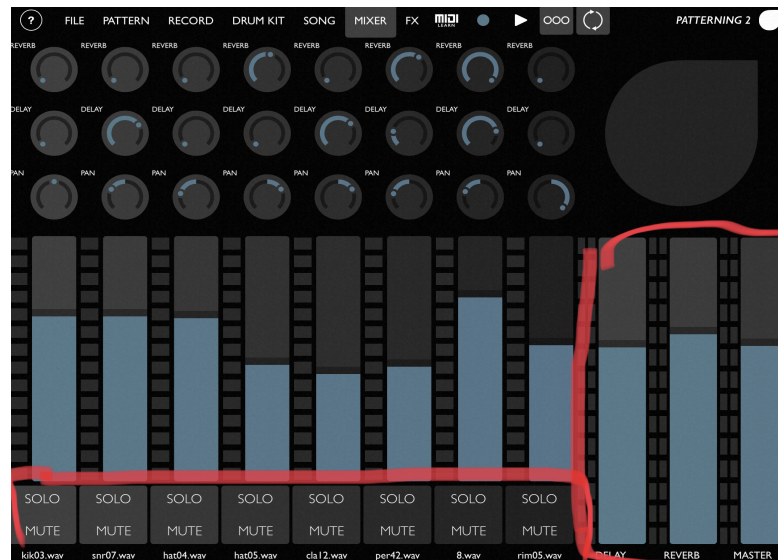 ? FILE PATTERN RECORD DRUM KIT SONG MIXER FX MIDI LEARN PATTERNING 2
REVERB REVERB REVERB REVERB REVERB REVERB REVERB REVERB
DELAY DELAY DELAY DELAY DELAY DELAY DELAY DELAY
PAN PAN PAN PAN PAN PAN PAN PAN
SOLO SOLO SOLO SOLO SOLO SOLO SOLO SOLO
MUTE MUTE MUTE MUTE MUTE MUTE MUTE MUTE
kik03.wav snr07.wav hat04.wav hat05.wav cla12.wav per42.wav 8.wav rim05.wav DELAY REVERB MASTER